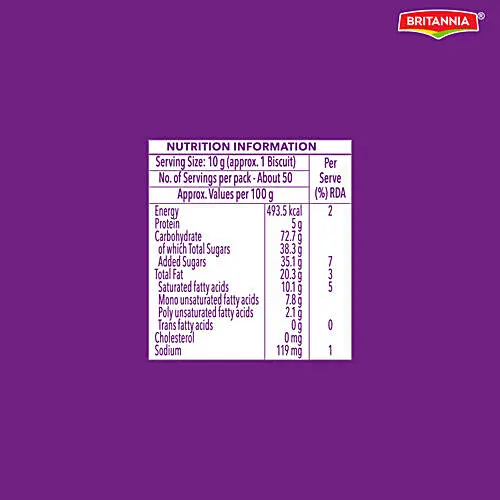 BRITANNIA®
NUTRITION INFORMATION
Serving Size: 10 g (approx. 1 Biscuit)
No. of Servings per pack - About 50
Approx. Values per 100 g
Per
Serve
(%) RDA
Energy 493.5 kcal 2
Protein 5 g
Carbohydrate 72.7 g
of which Total Sugars 38.3 g
Added Sugars 35.1 g 7
Total Fat 20.3 g 3
Saturated fatty acids 10.1 g 5
Mono unsaturated fatty acids 7.8 g
Poly unsaturated fatty acids 2.1 g
Trans fatty acids 0 g 0
Cholesterol 0 mg
Sodium 119 mg 1